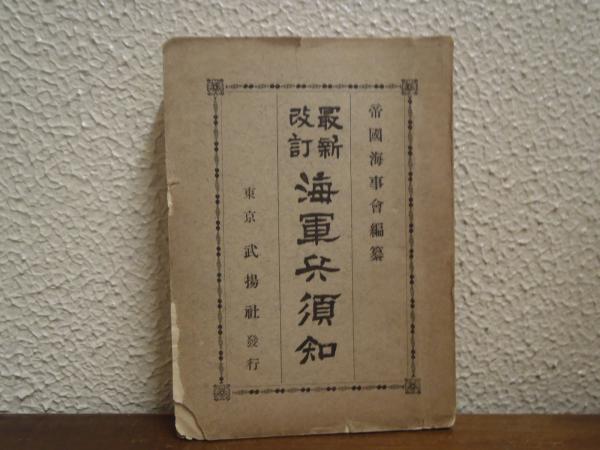 帝國海事會編纂
最新改訂 海軍兵須知
東京 武揚社發行